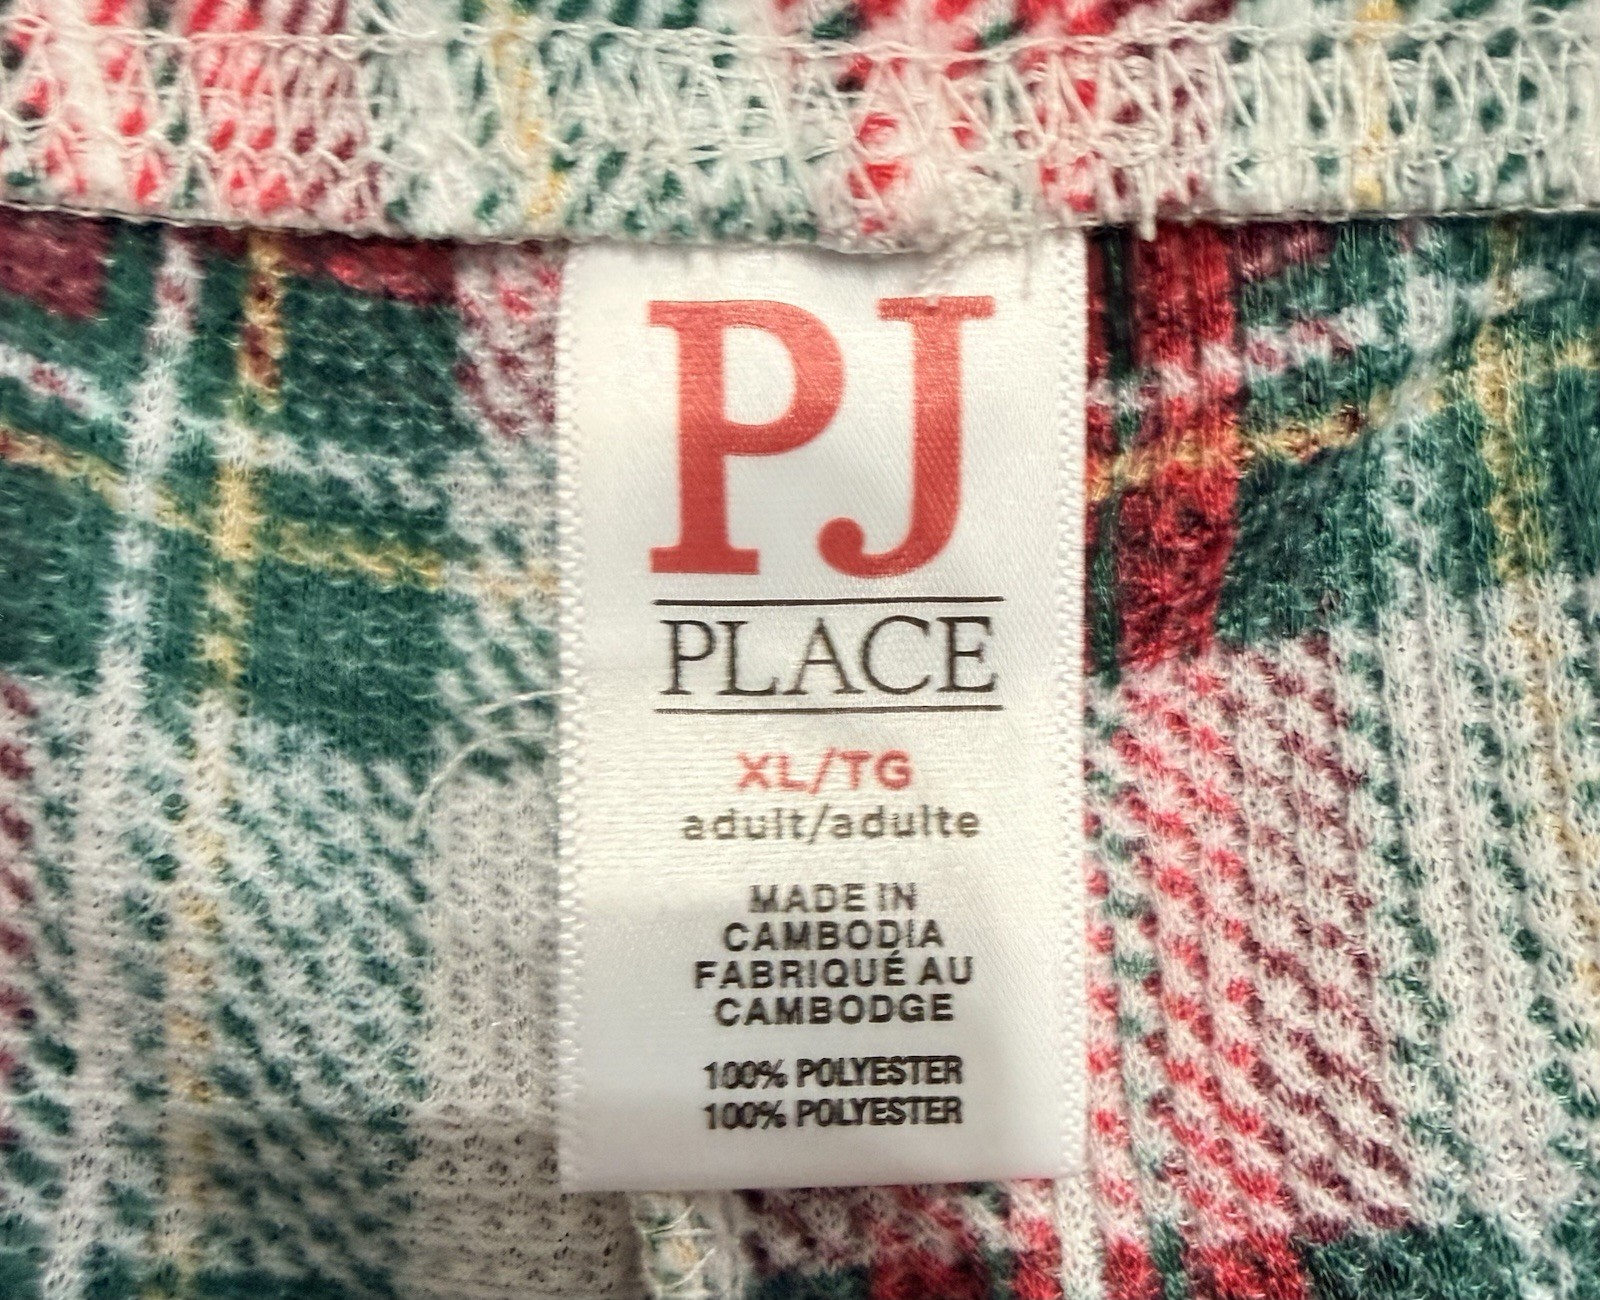 PJ
PLACE
XL/TG
adult/adulte
MADE IN
CAMBODIA
FABRIQUÉ AU
CAMBODGE
100% POLYESTER
100% POLYESTER